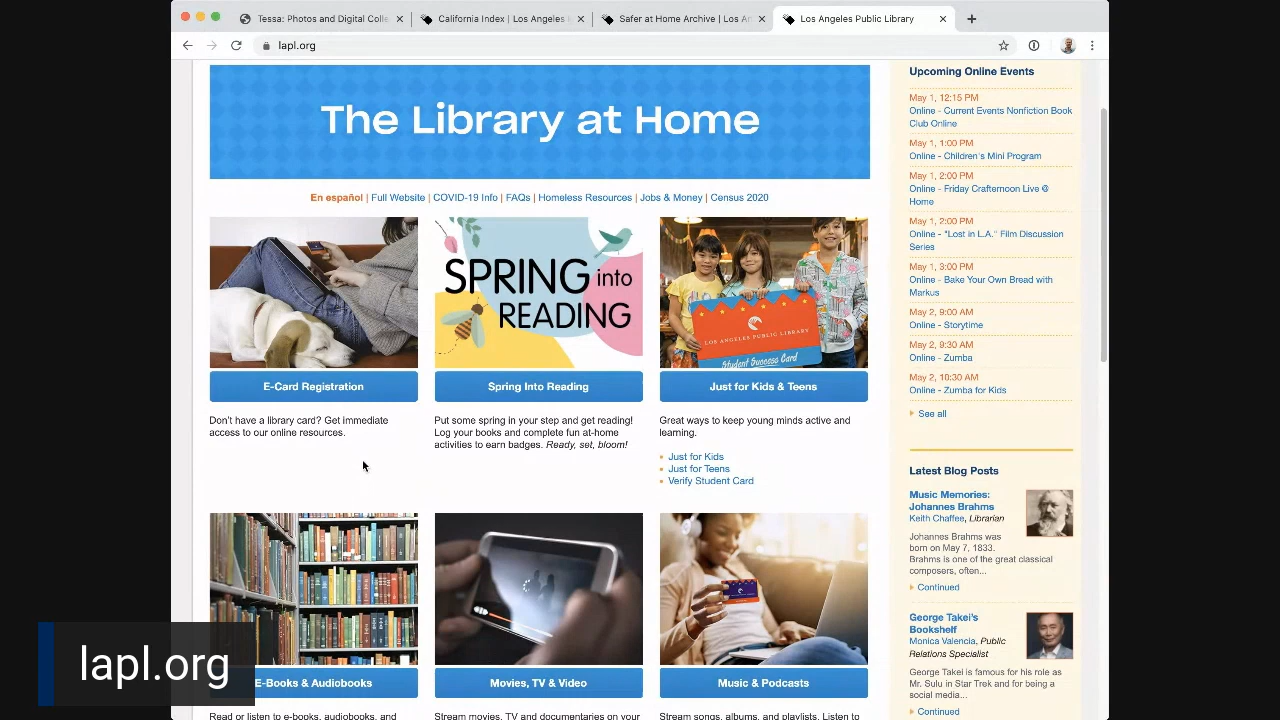 Tessa: Photos and Digital Colle
California Index | Los Angeles
Safer at Home Archive | Los An
Los Angeles Public Library
lapl.org
Upcoming Online Events
May 1, 12:15 PM
Online - Current Events Nonfiction Book
Club Online
May 1, 1:00 PM
Online - Children's Mini Program
May 1, 2:00 PM
Online - Friday Crafternoon Live @
Home
May 1, 2:00 PM
Online - "Lost in L.A." Film Discussion
Series
May 1, 3:00 PM
Online - Bake Your Own Bread with
Markus
May 2, 9:00 AM
Online - Storytime
May 2, 9:30 AM
Online - Zumba
May 2, 10:30 AM
Online - Zumba for Kids
See all
The Library at Home
En español | Full Website | COVID-19 Info | FAQs | Homeless Resources | Jobs & Money | Census 2020
SPRING into
READING
LOS ANGELES PUBLIC LIBRARY
Student Success Card
E-Card Registration
Spring Into Reading
Just for Kids & Teens
Don't have a library card? Get immediate
access to our online resources.
Put some spring in your step and get reading!
Log your books and complete fun at-home
activities to earn badges. Ready, set, bloom!
Great ways to keep young minds active and
learning.
Just for Kids
Just for Teens
Verify Student Card
Latest Blog Posts
Music Memories:
Johannes Brahms
Keith Chaffee, Librarian
Johannes Brahms was
born on May 7, 1833.
Brahms is one of the great classical
composers, often...
Continued
George Takei's
Bookshelf
Monica Valencia, Public
Relations Specialist
George Takei is famous for his role as
Mr. Sulu in Star Trek and for being a
social media...
Continued
E-Books & Audiobooks
Movies, TV & Video
Music & Podcasts
Read or listen to e-books, audiobooks, and
Stream movies, TV and documentaries on your
Stream songs, albums, and playlists. Listen to
lapl.org